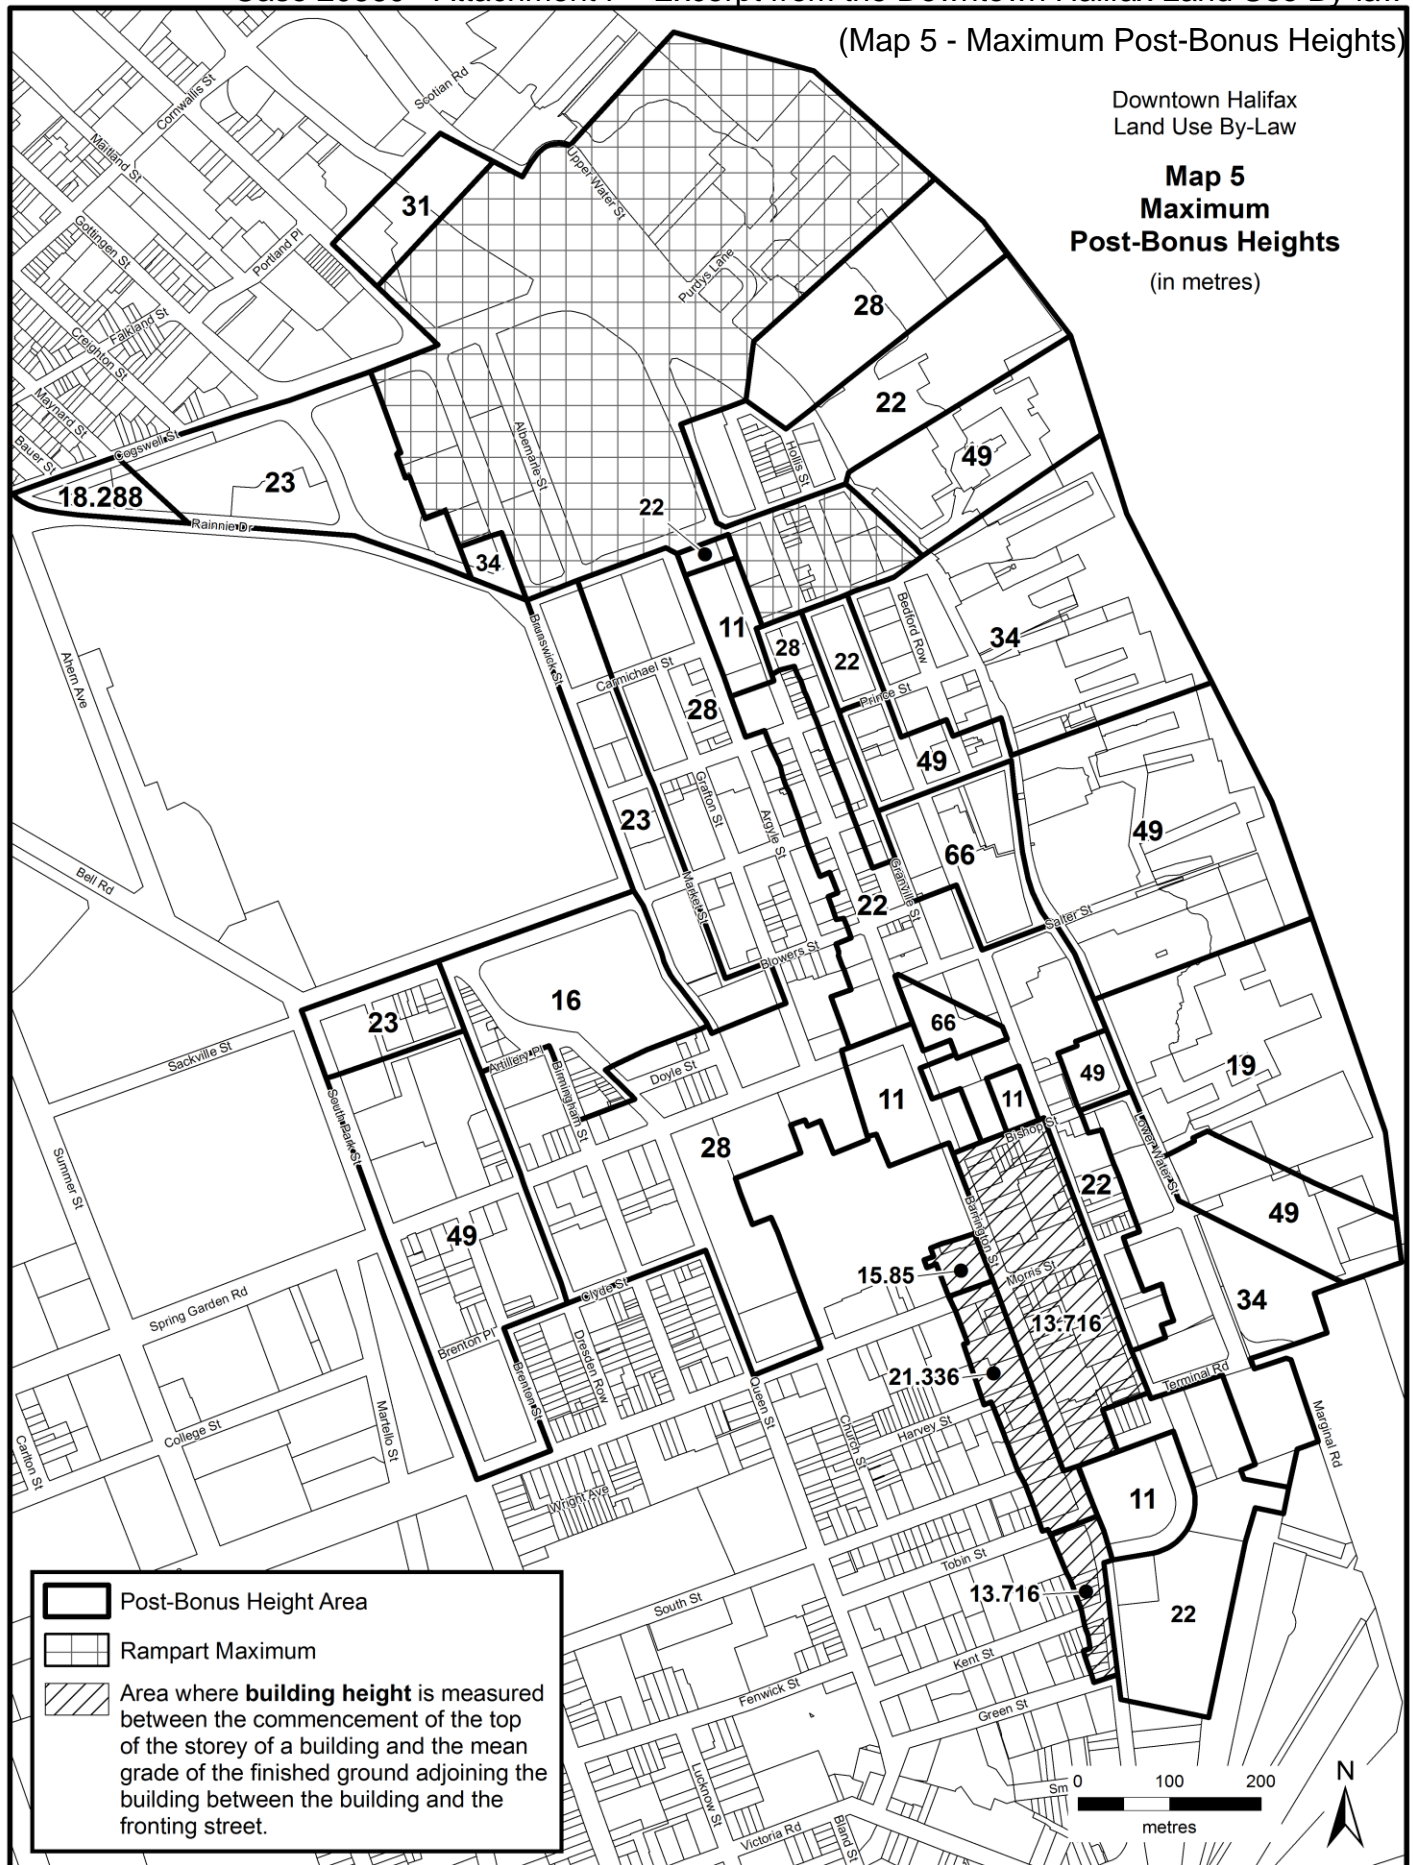 (Map 5 - Maximum Post-Bonus Heights)
Downtown Halifax
Land Use By-Law
Map 5
Maximum
Post-Bonus Heights
(in metres)
Scotian Rd
Cornwallis St
Maitland St
Gottingen St
Portland Pl
Falkland St
Creighton St
Maynard St
Bauer St
Cogswell St
Rainnie Dr
Upper Water St
Purdys Lane
Albemarle St
Hollis St
31
28
22
49
18.288
23
22
34
11
28
22
34
Bedford Row
Brunswick St
Carmichael St
Prince St
Ahern Ave
28
49
Grafton St
Argyle St
23
66
49
Bell Rd
Market St
Granville St
22
Salter St
Blowers St
16
23
66
Sackville St
Artillery Pl
Birmingham St
Doyle St
49
19
11
11
South Park St
Bishop St
Lower Water St
Summer St
28
22
49
Barrington St
49
15.85
Morris St
Clyde St
34
Spring Garden Rd
13.716
Brenton Pl
Dresden Row
21.336
Terminal Rd
Brenton St
Queen St
Martello St
College St
Church St
Harvey St
Marginal Rd
Carlton St
Wright Ave
11
Tobin St
13.716
22
South St
Kent St
Fenwick St
Green St
Lucknow St
Victoria Rd
Bland St
Sm
Post-Bonus Height Area
Rampart Maximum
Area where building height is measured
between the commencement of the top
of the storey of a building and the mean
grade of the finished ground adjoining the
building between the building and the
fronting street.
0 100 200
metres
N